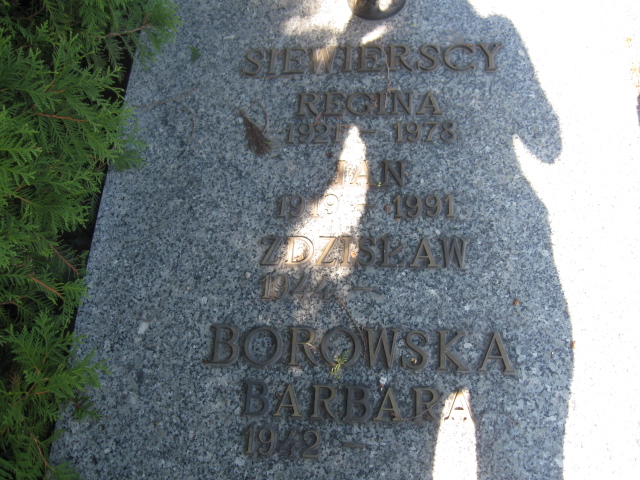 SIEWIERSCY
REGINA
1921 – 1978
JAN
– 1991
ZDZISŁAW
BOROWSKA
BARBARA
1942 –